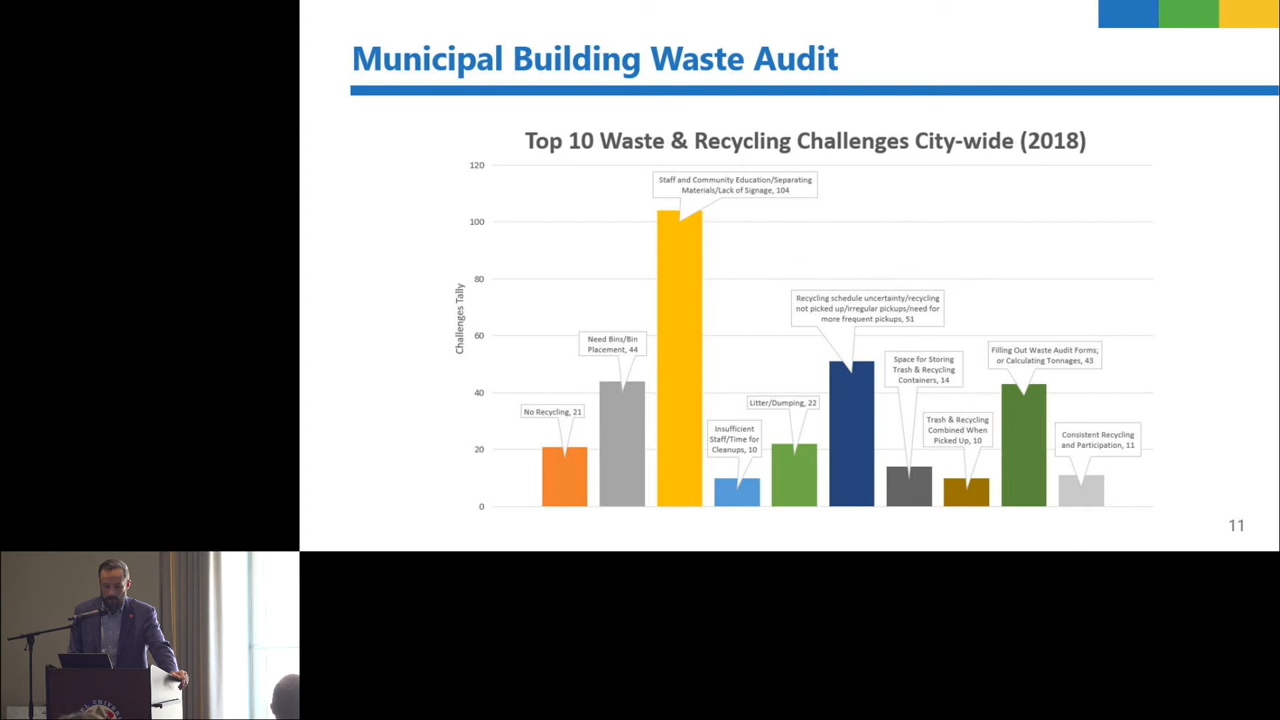 Municipal Building Waste Audit
Top 10 Waste & Recycling Challenges City-wide (2018)
Challenges Tally
120
100
80
60
40
20
0
No Recycling, 21
Need Bins/Bin
Placement, 44
Staff and Community Education/Separating
Materials/Lack of Signage, 104
Insufficient
Staff/Time for
Cleanups, 10
Litter/Dumping, 22
Recycling schedule uncertainty/recycling
not picked up/irregular pickups/need for
more frequent pickups, 51
Space for Storing
Trash & Recycling
Containers, 14
Trash & Recycling
Combined When
Picked Up, 10
Filling Out Waste Audit Forms;
or Calculating Tonnages, 43
Consistent Recycling
and Participation, 11
11